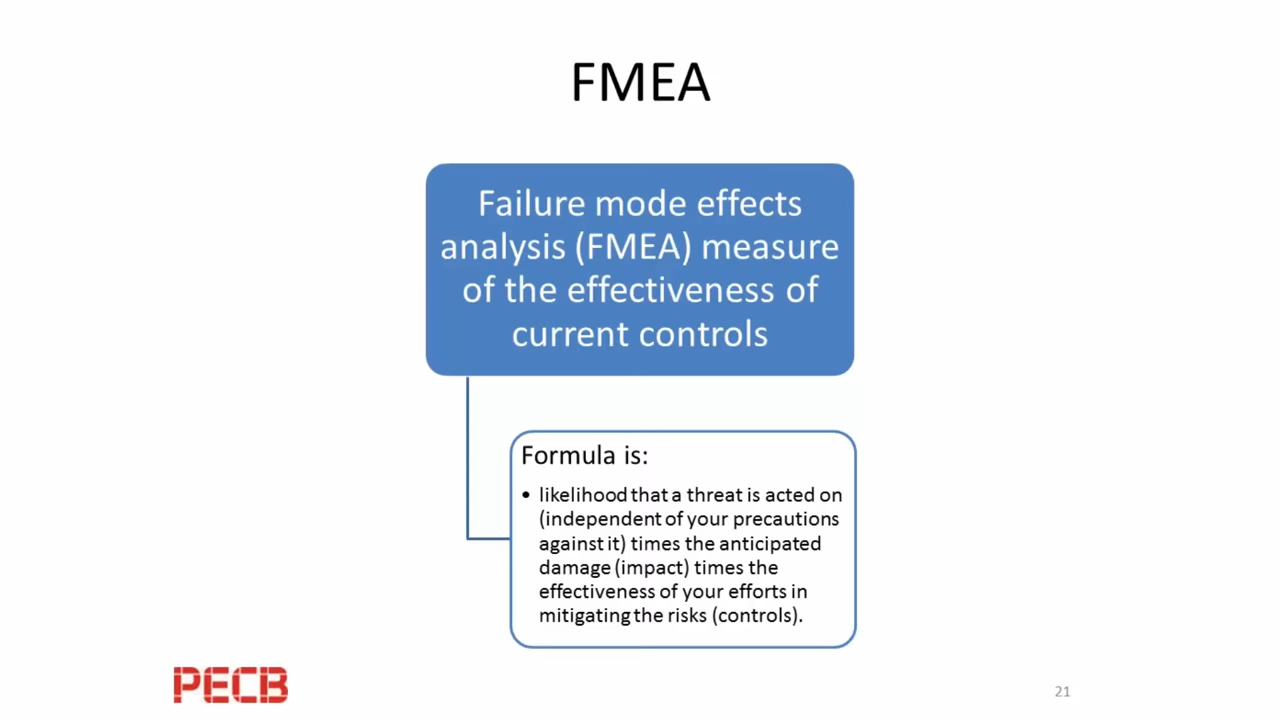 FMEA
Failure mode effects
analysis (FMEA) measure
of the effectiveness of
current controls
Formula is:
• likelihood that a threat is acted on
(independent of your precautions
against it) times the anticipated
damage (impact) times the
effectiveness of your efforts in
mitigating the risks (controls).
PECB
21